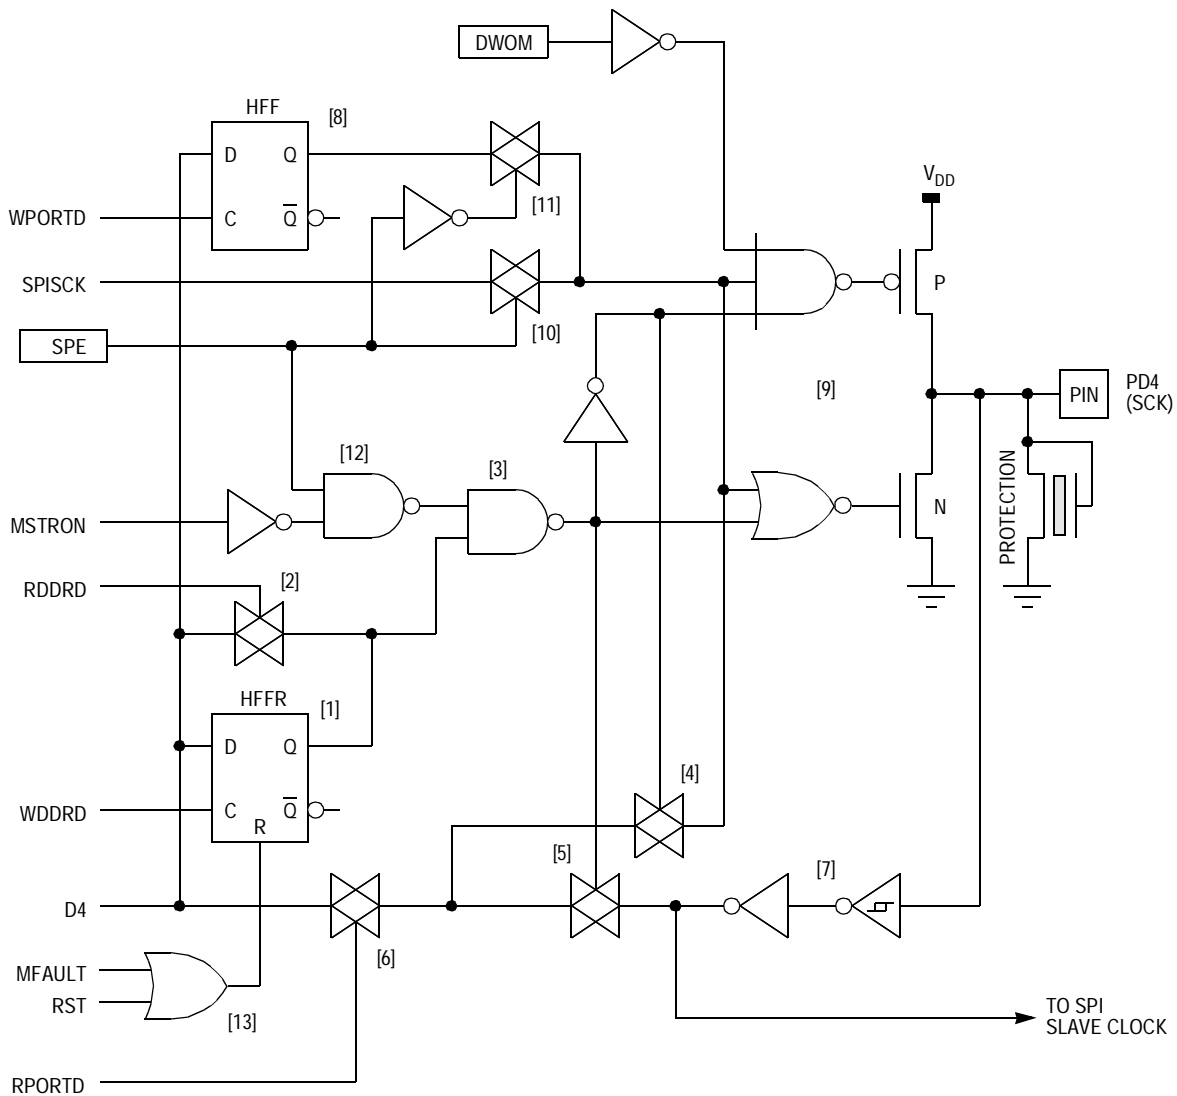 DWOM
HFF
[8]
D
Q
VDD
[11]
WPORTD
C
Q
SPISCK
P
[10]
SPE
[9]
PIN
PD4
(SCK)
[12]
[3]
PROTECTION
N
MSTRON
[2]
RDDRD
HFFR
[1]
D
Q
[4]
WDDRD
C
Q
R
[5]
[7]
D4
[6]
MFAULT
RST
[13]
TO SPI
SLAVE CLOCK
RPORTD